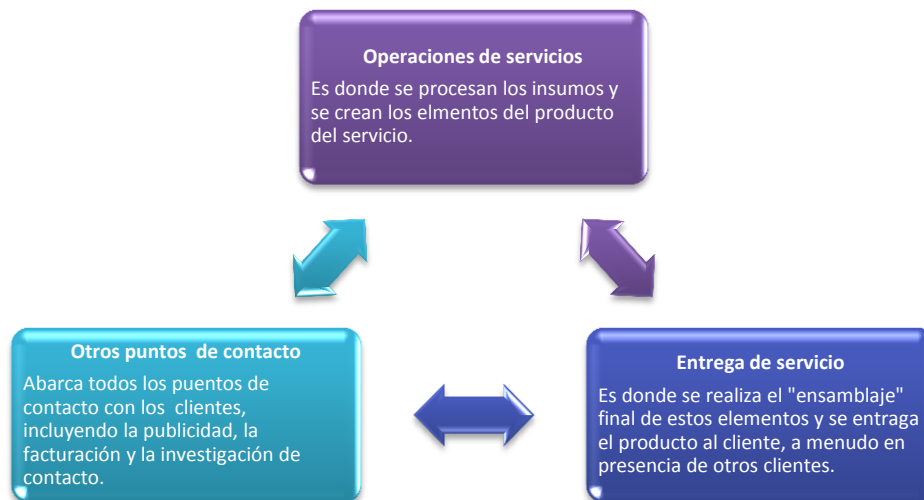 Operaciones de servicios
Es donde se procesan los insumos y
se crean los elmentos del producto
del servicio.
Otros puntos de contacto
Abarca todos los puentos de
contacto con los clientes,
incluyendo la publicidad, la
facturación y la investigación de
contacto.
Entrega de servicio
Es donde se realiza el "ensamblaje"
final de estos elementos y se entraga
el producto al cliente, a menudo en
presencia de otros clientes.